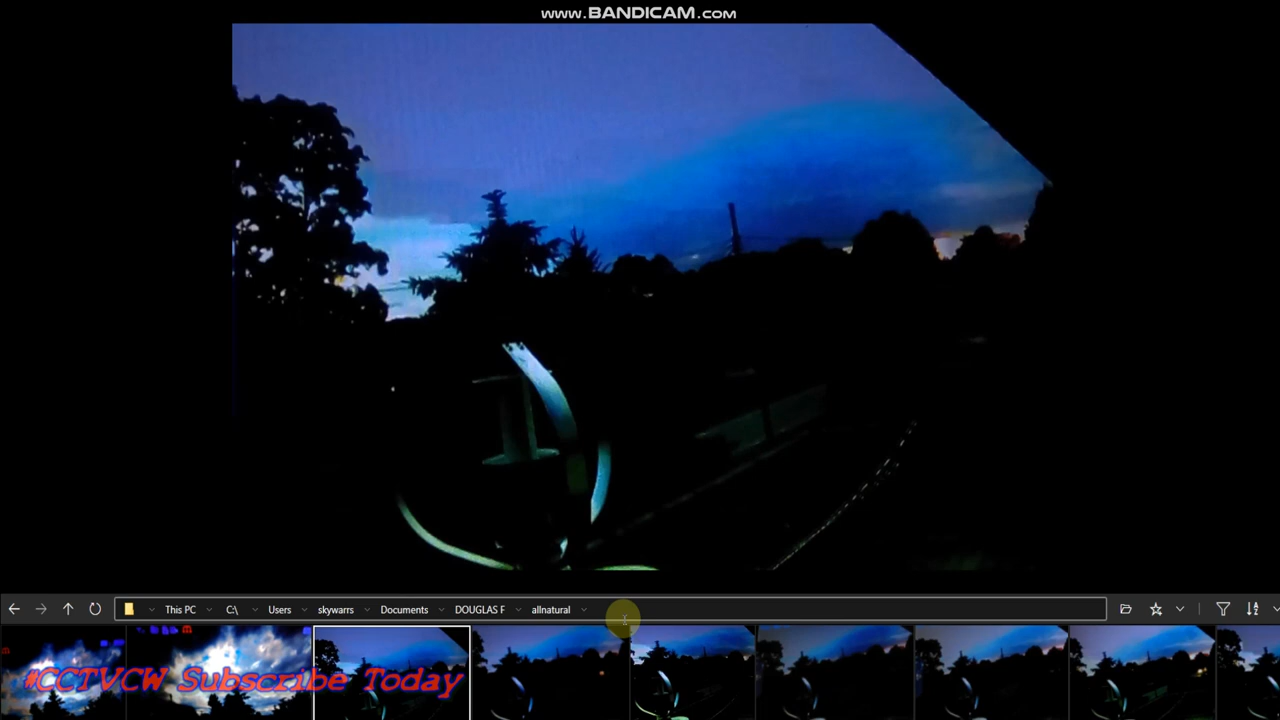 www.BANDICAM.com
This PC C:\ Users skywarrs Documents DOUGLAS F allnatural
#CCTVCW Subscribe Today